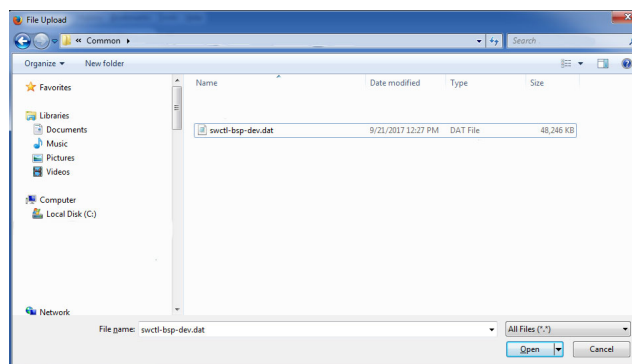 File Upload
« Common
Search
Organize
New folder
Favorites
Libraries
Documents
Music
Pictures
Videos
Computer
Local Disk (C:)
Network
Name
Date modified
Type
Size
swctl-bsp-dev.dat
9/21/2017 12:27 PM
DAT File
48,246 KB
File name:
swctl-bsp-dev.dat
All Files (*.*)
Open
Cancel